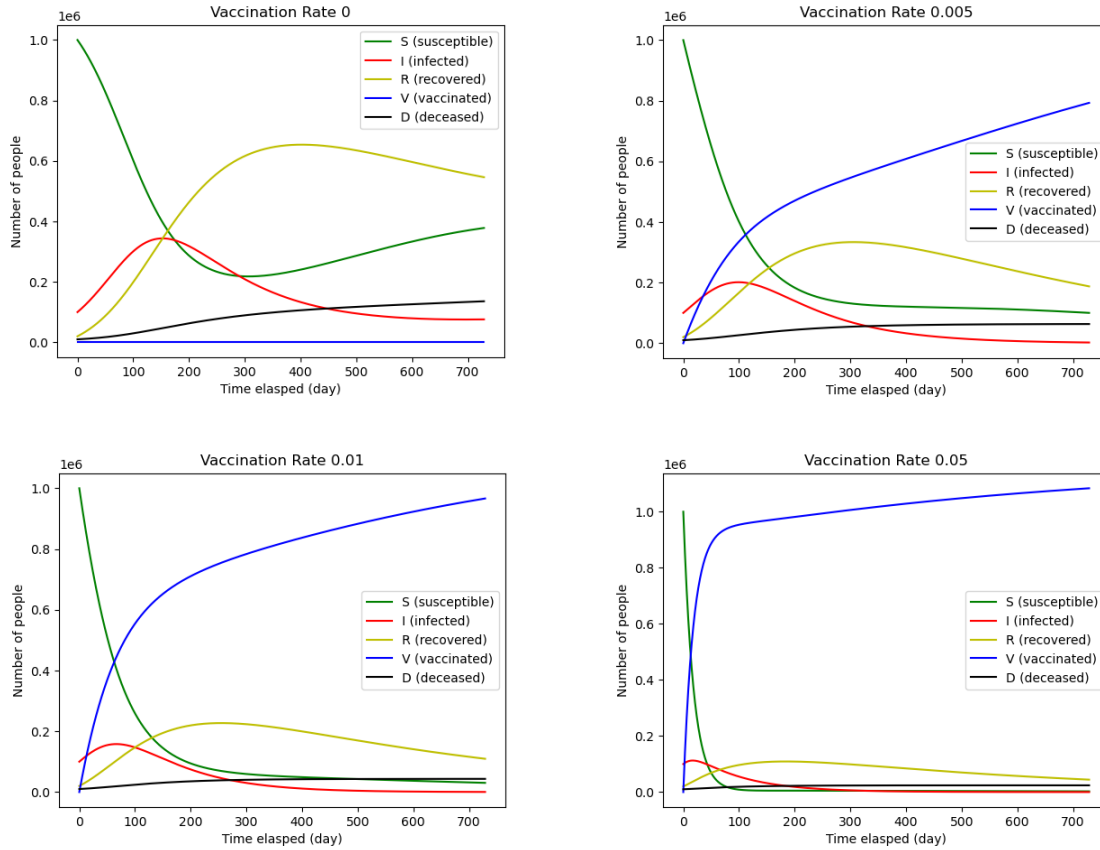 Vaccination Rate 0
1e6
1.0
0.8
0.6
0.4
0.2
0.0
Number of people
S (susceptible)
I (infected)
R (recovered)
V (vaccinated)
D (deceased)
0 100 200 300 400 500 600 700
Time elasped (day)
Vaccination Rate 0.005
1e6
1.0
0.8
0.6
0.4
0.2
0.0
Number of people
S (susceptible)
I (infected)
R (recovered)
V (vaccinated)
D (deceased)
0 100 200 300 400 500 600 700
Time elasped (day)
Vaccination Rate 0.01
1e6
1.0
0.8
0.6
0.4
0.2
0.0
Number of people
S (susceptible)
I (infected)
R (recovered)
V (vaccinated)
D (deceased)
0 100 200 300 400 500 600 700
Time elasped (day)
Vaccination Rate 0.05
1e6
1.0
0.8
0.6
0.4
0.2
0.0
Number of people
S (susceptible)
I (infected)
R (recovered)
V (vaccinated)
D (deceased)
0 100 200 300 400 500 600 700
Time elasped (day)